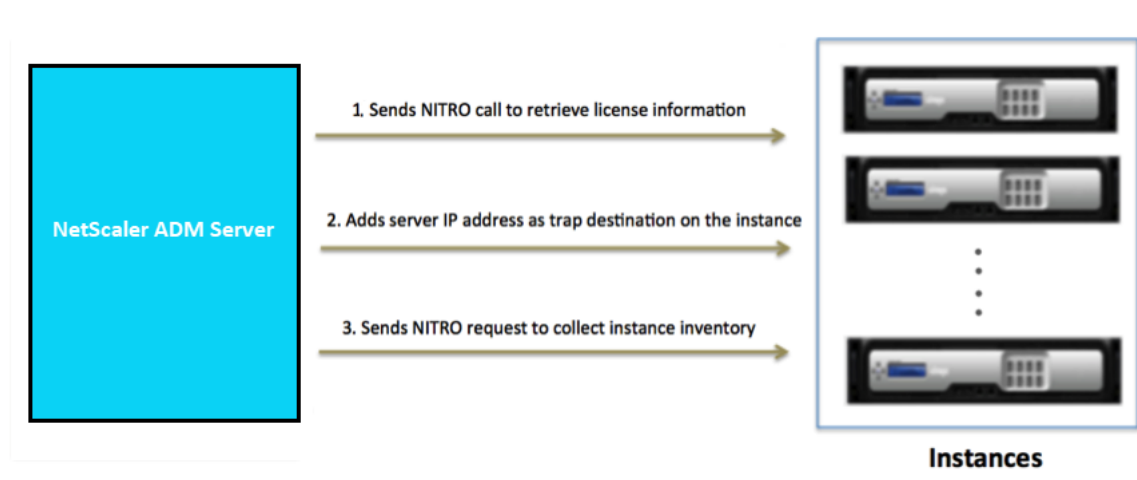 1. Sends NITRO call to retrieve license information
NetScaler ADM Server
2. Adds server IP address as trap destination on the instance
3. Sends NITRO request to collect instance inventory
Instances